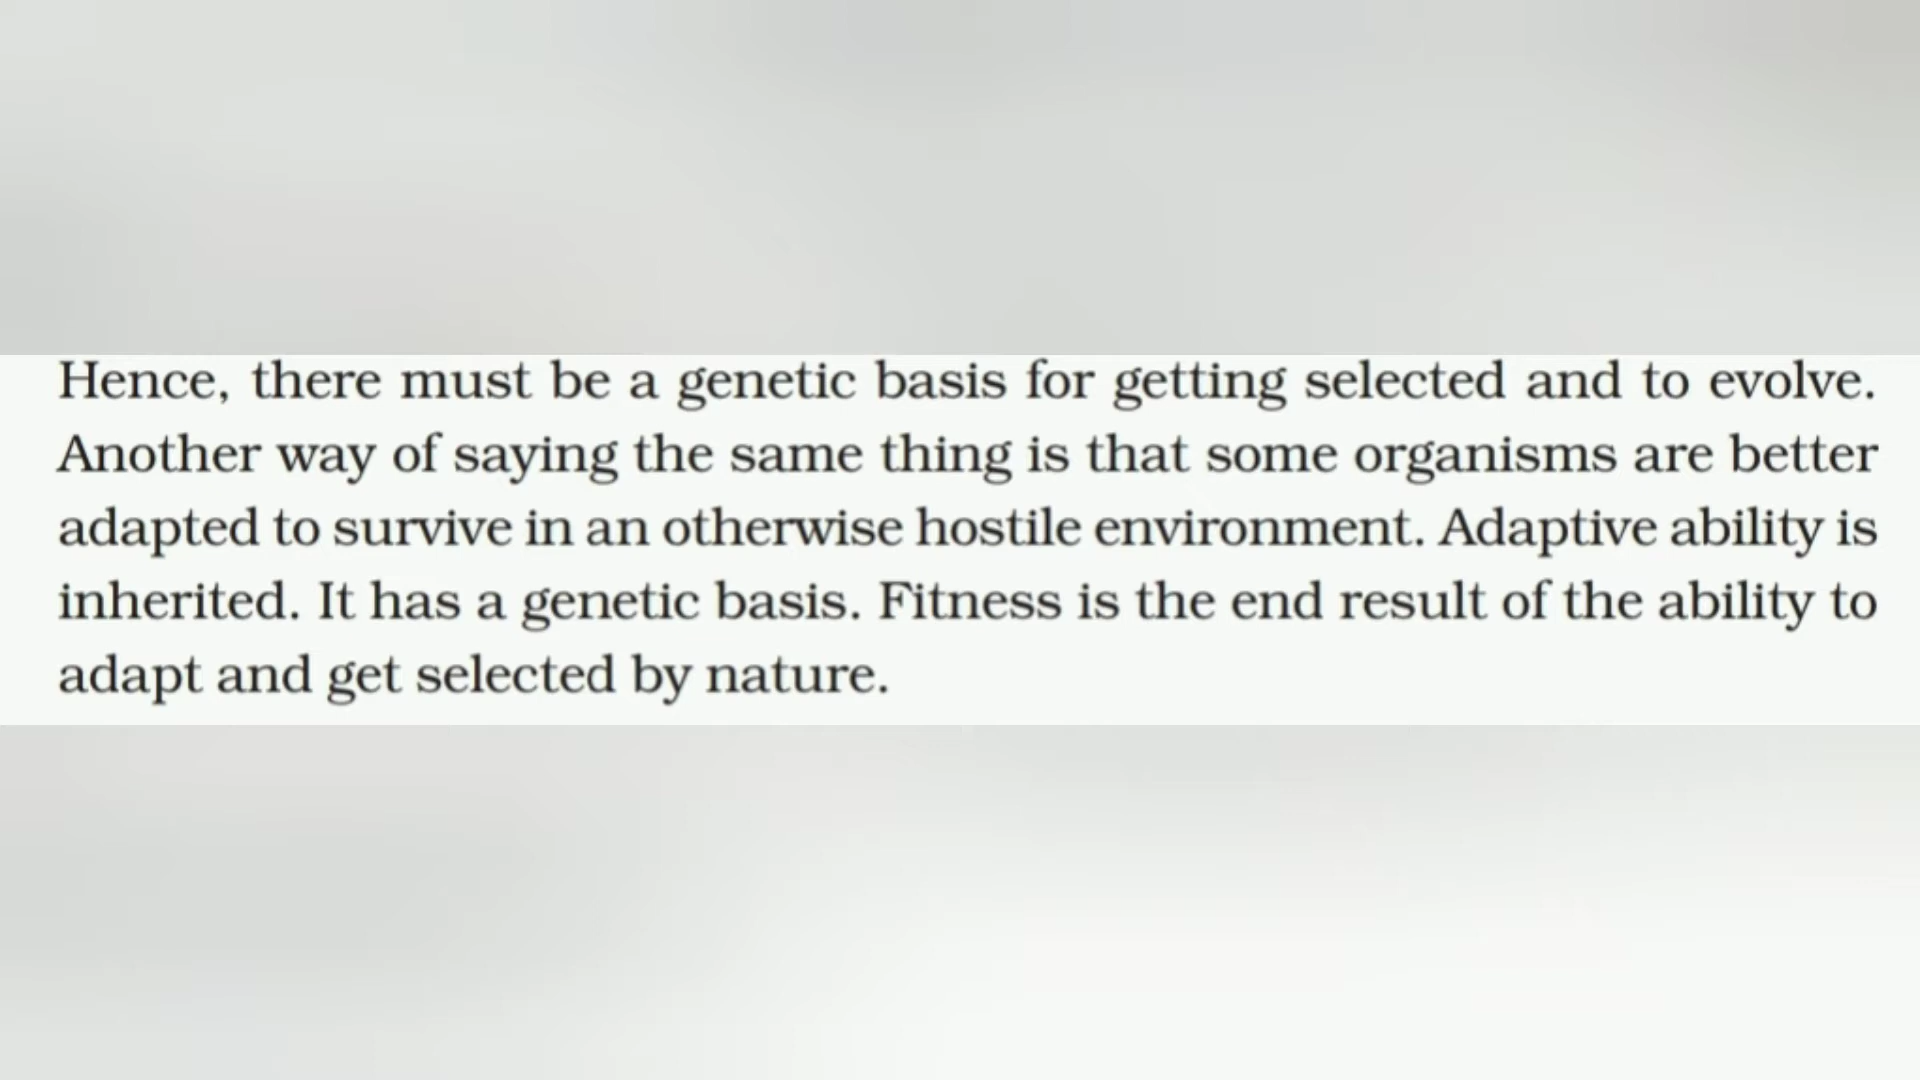 Hence, there must be a genetic basis for getting selected and to evolve.
Another way of saying the same thing is that some organisms are better
adapted to survive in an otherwise hostile environment. Adaptive ability is
inherited. It has a genetic basis. Fitness is the end result of the ability to
adapt and get selected by nature.